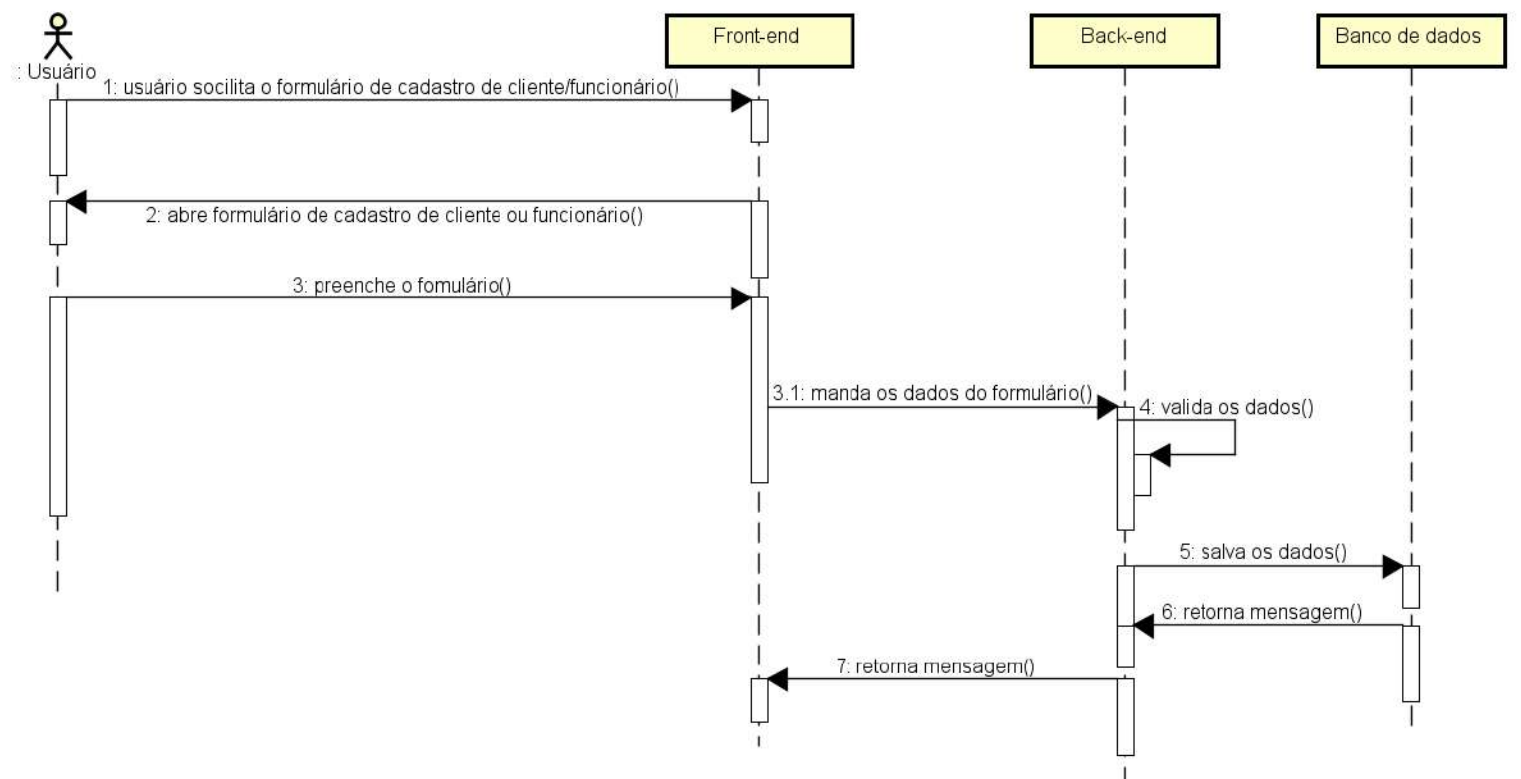 Front-end
Back-end
Banco de dados
: Usuário
1: usuário socilita o formulário de cadastro de cliente/funcionário()
2: abre formulário de cadastro de cliente ou funcionário()
3: preenche o fomulário()
3.1: manda os dados do formulário()
4: valida os dados()
5: salva os dados()
6: retorna mensagem()
7: retorna mensagem()